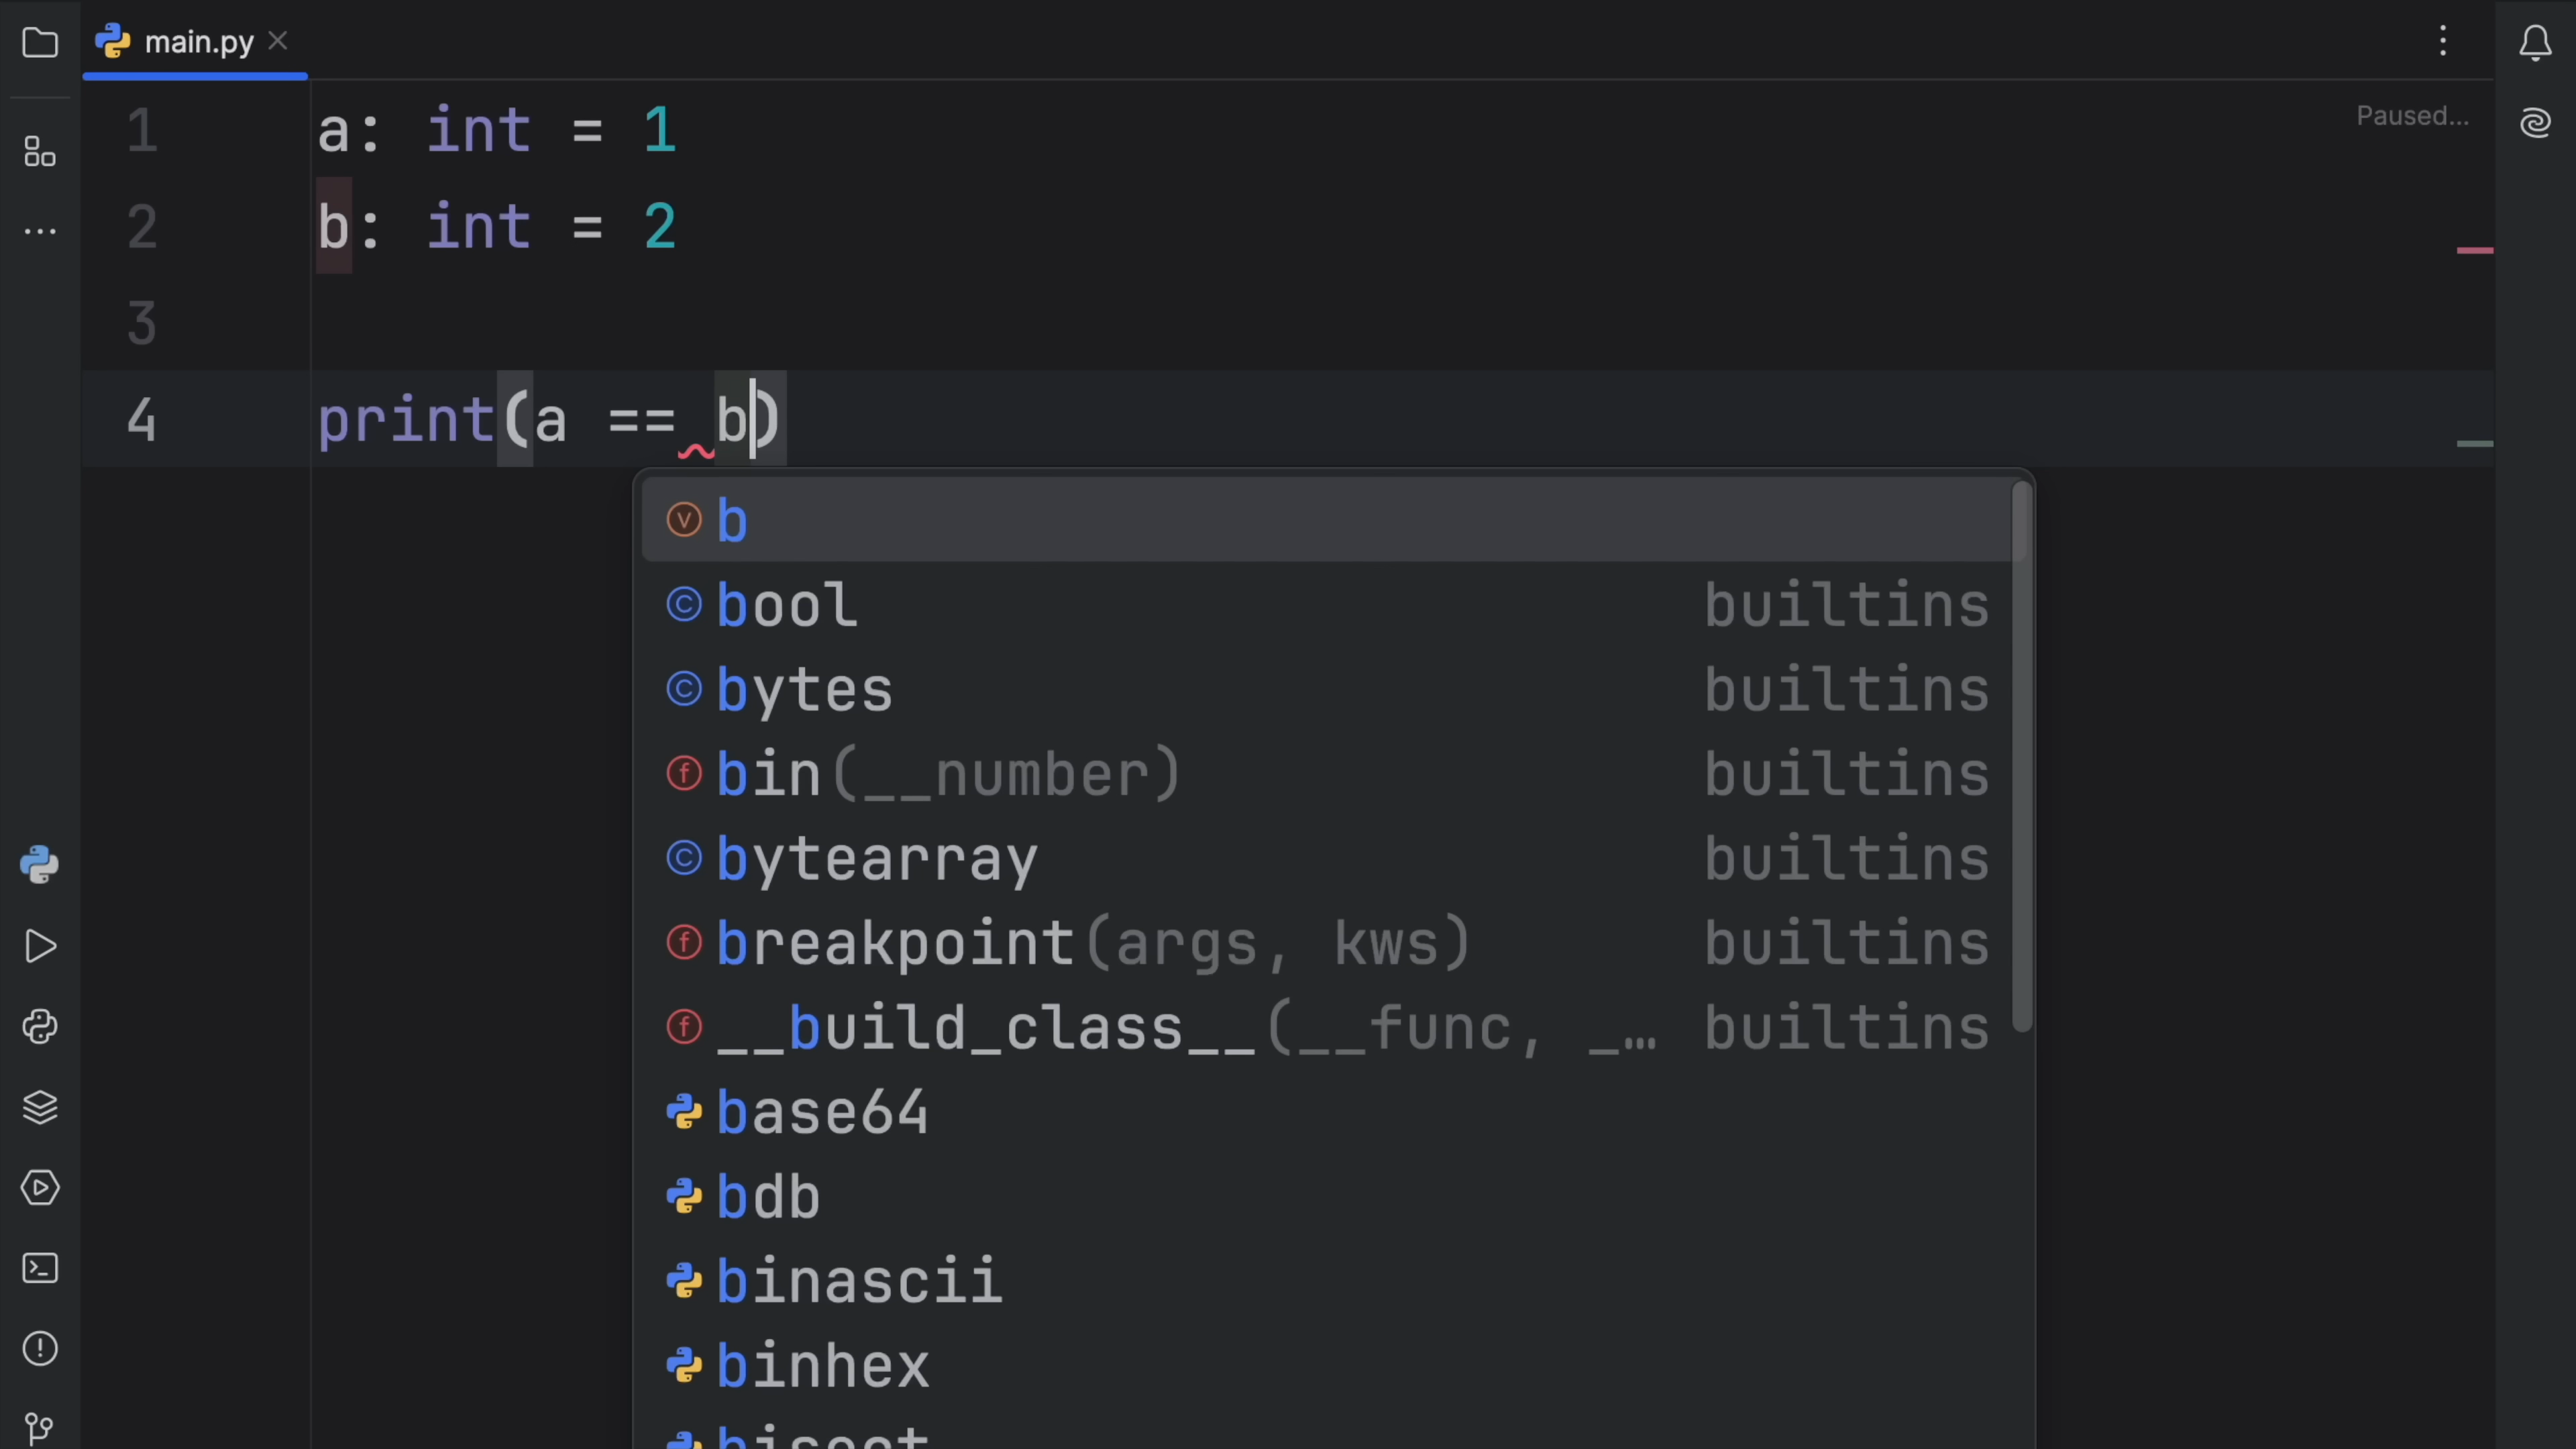 main.py
Paused...
1 a: int = 1
2 b: int = 2
3
4 print(a == b)
b
bool builtins
bytes builtins
bin(__number) builtins
bytearray builtins
breakpoint(args, kws) builtins
__build_class__(__func, _… builtins
base64
bdb
binascii
binhex
bisect